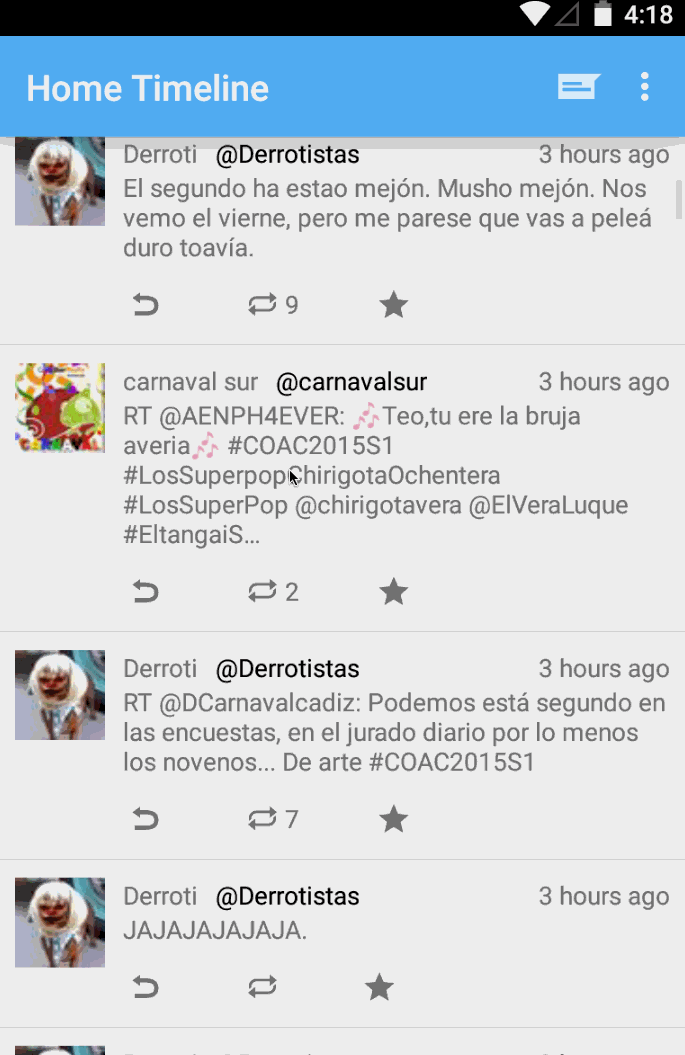 4:18
Home Timeline
Derroti @Derrotistas 3 hours ago
El segundo ha estao mejón. Musho mejón. Nos
vemo el vierne, pero me parese que vas a peleá
duro toavía.
9
carnaval sur @carnavalsur 3 hours ago
RT @AENPH4EVER: 🎶Teo,tu ere la bruja
averia🎶 #COAC2015S1
#LosSuperpopChirigotaOchentera
#LosSuperPop @chirigotavera @ElVeraLuque
#EltangaiS...
2
Derroti @Derrotistas 3 hours ago
RT @DCarnavalcadiz: Podemos está segundo en
las encuestas, en el jurado diario por lo menos
los novenos... De arte #COAC2015S1
7
Derroti @Derrotistas 3 hours ago
JAJAJAJAJAJA.